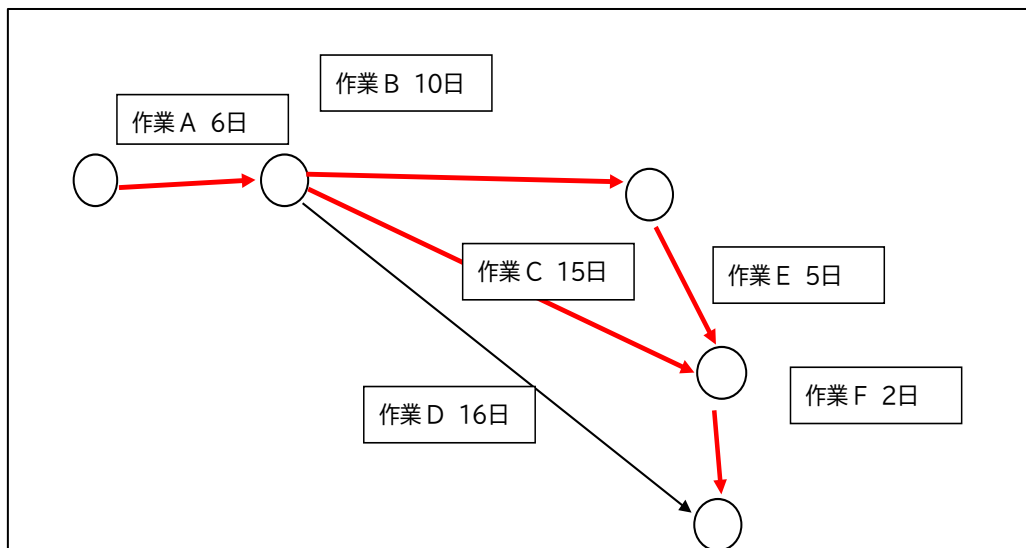 作業Ｂ 10日
作業Ａ 6日
作業Ｃ 15日
作業Ｅ 5日
作業Ｄ 16日
作業Ｆ 2日